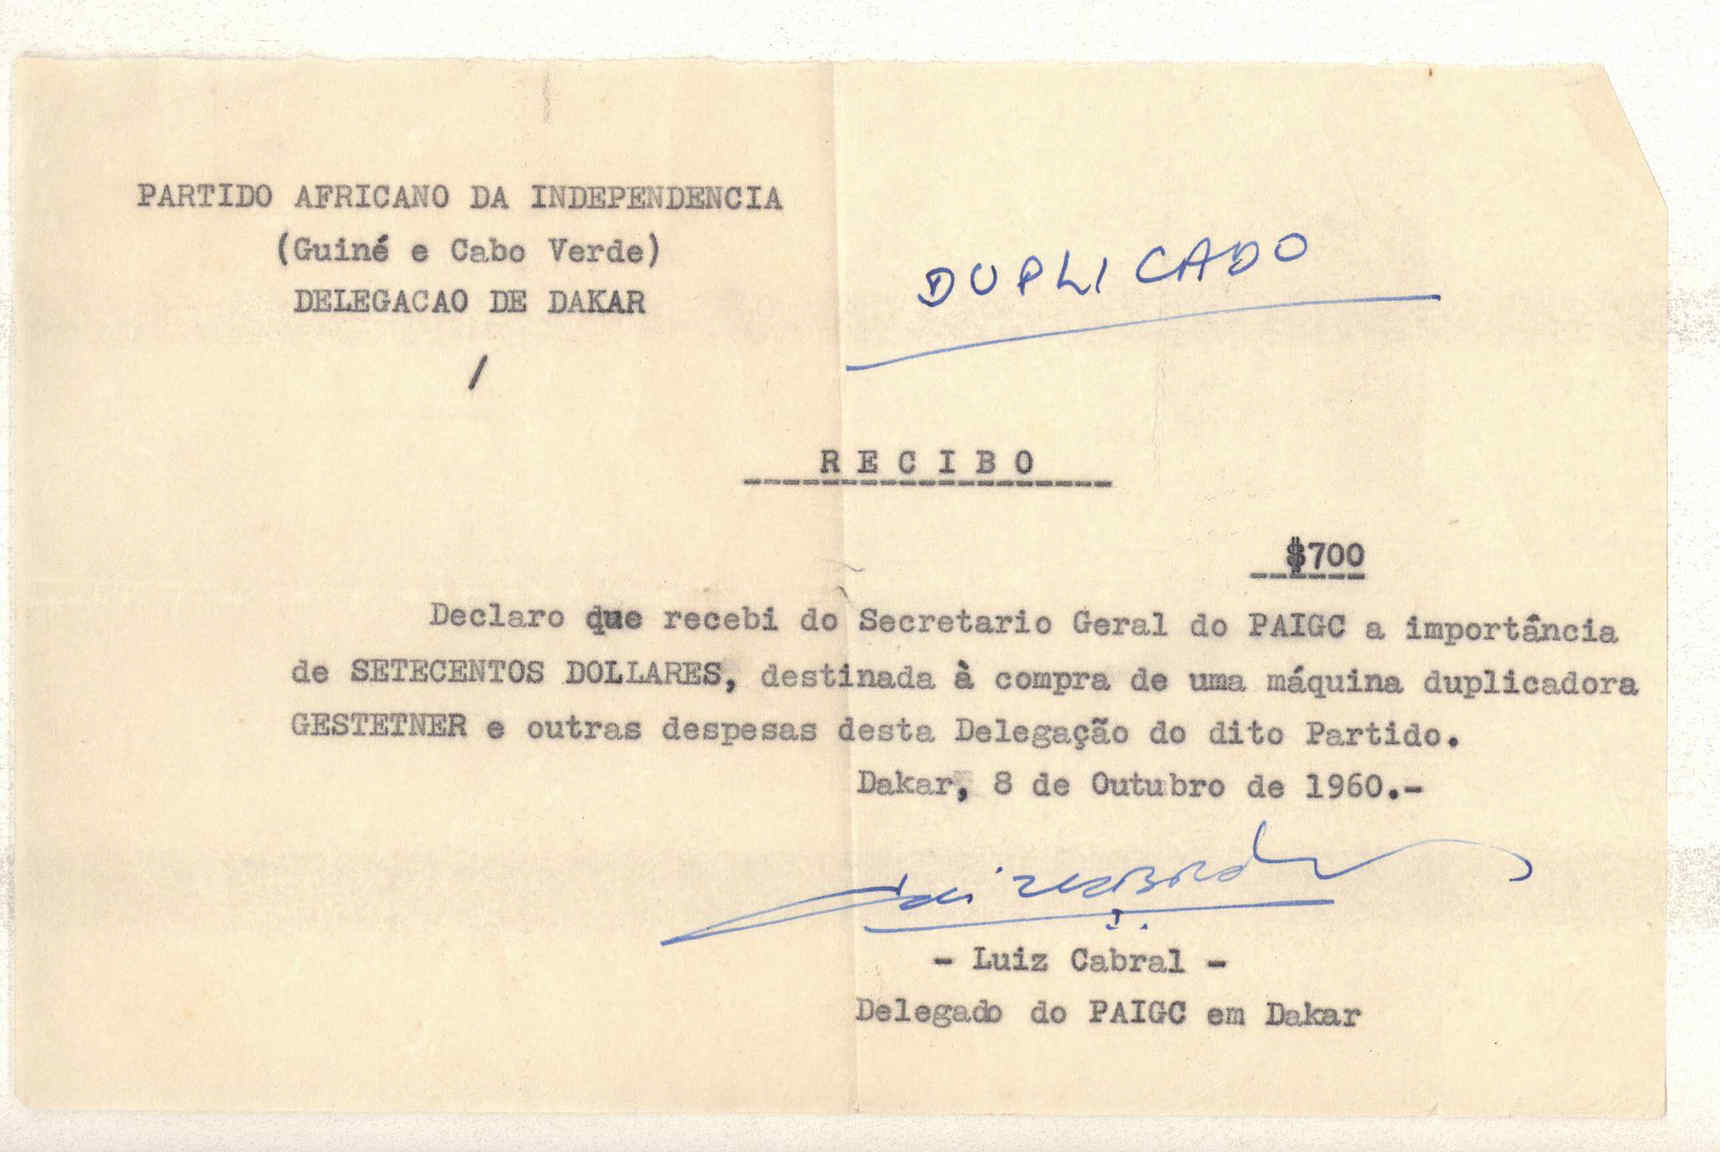 PARTIDO AFRICANO DA INDEPENDENCIA
(Guiné e Cabo Verde)
DELEGACAO DE DAKAR
/
DUPLICADO
RECIBO
$700
Declaro que recebi do Secretario Geral do PAIGC a importância
de SETECENTOS DOLLARES, destinada à compra de uma máquina duplicadora
GESTETNER e outras despesas desta Delegação do dito Partido.
Dakar, 8 de Outubro de 1960.-
- Luiz Cabral -
Delegado do PAIGC em Dakar